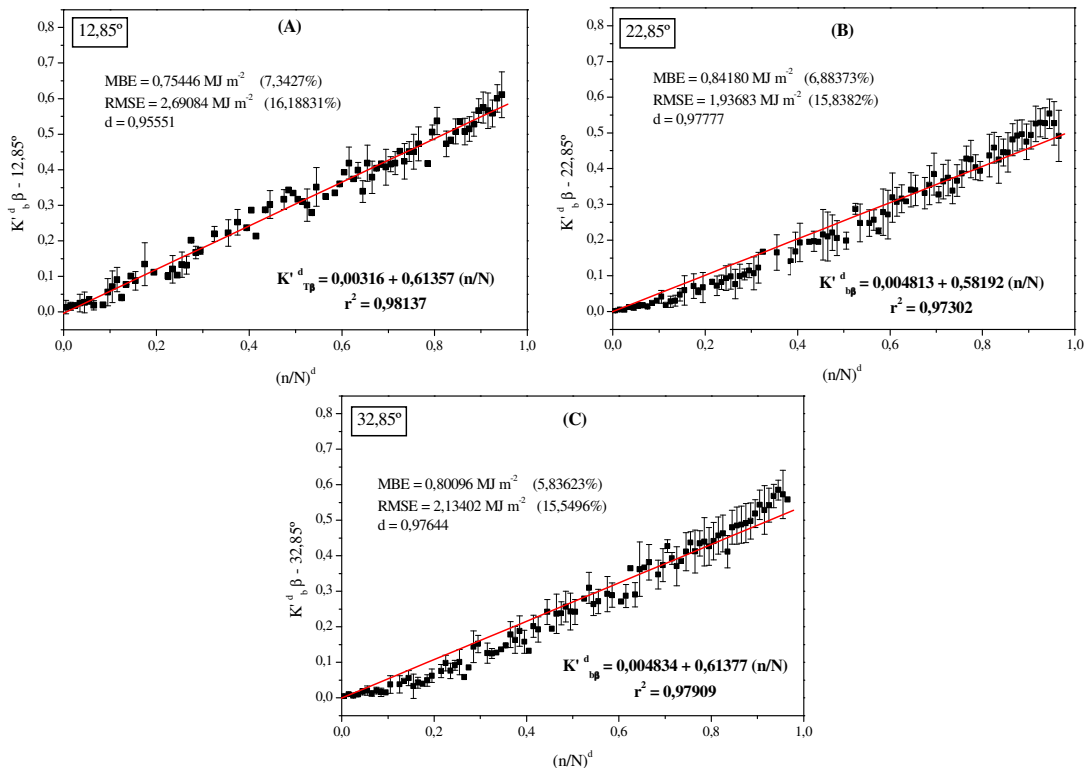 12,85º
(A)
MBE = 0,75446 MJ m⁻² (7,3427%)
RMSE = 2,69084 MJ m⁻² (16,18831%)
d = 0,95551
K'ᵈTβ = 0,00316 + 0,61357 (n/N)
r² = 0,98137
K'ᵈb β - 12,85º
0,8
0,7
0,6
0,5
0,4
0,3
0,2
0,1
0,0
0,0 0,2 0,4 0,6 0,8 1,0
(n/N)ᵈ
22,85º
(B)
MBE = 0,84180 MJ m⁻² (6,88373%)
RMSE = 1,93683 MJ m⁻² (15,8382%)
d = 0,97777
K'ᵈbβ = 0,004813 + 0,58192 (n/N)
r² = 0,97302
K'ᵈb β - 22,85º
0,8
0,7
0,6
0,5
0,4
0,3
0,2
0,1
0,0
0,0 0,2 0,4 0,6 0,8 1,0
(n/N)ᵈ
32,85º
(C)
MBE = 0,80096 MJ m⁻² (5,83623%)
RMSE = 2,13402 MJ m⁻² (15,5496%)
d = 0,97644
K'ᵈbβ = 0,004834 + 0,61377 (n/N)
r² = 0,97909
K'ᵈb β - 32,85º
0,8
0,7
0,6
0,5
0,4
0,3
0,2
0,1
0,0
0,0 0,2 0,4 0,6 0,8 1,0
(n/N)ᵈ